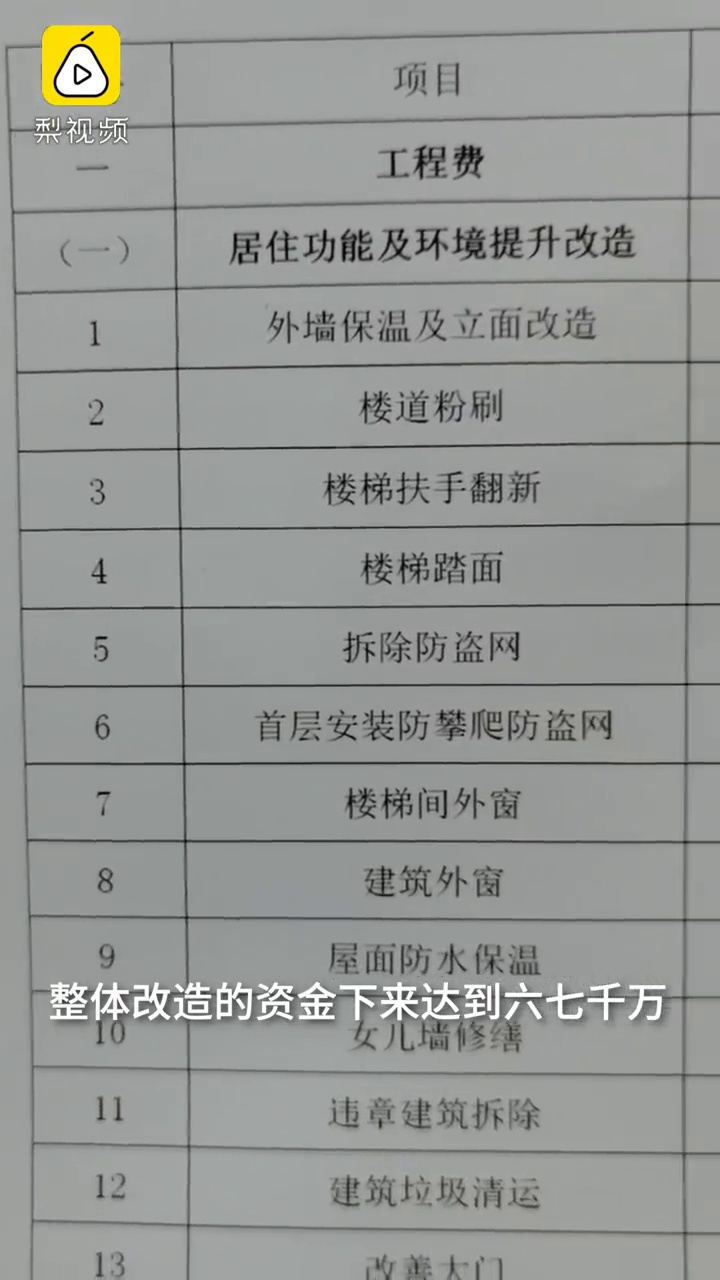 梨视频
项目
一 工程费
（一） 居住功能及环境提升改造
1 外墙保温及立面改造
2 楼道粉刷
3 楼梯扶手翻新
4 楼梯踏面
5 拆除防盗网
6 首层安装防攀爬防盗网
7 楼梯间外窗
8 建筑外窗
9 屋面防水保温
整体改造的资金下来达到六七千万
10 女儿墙修缮
11 违章建筑拆除
12 建筑垃圾清运
13 改善大门